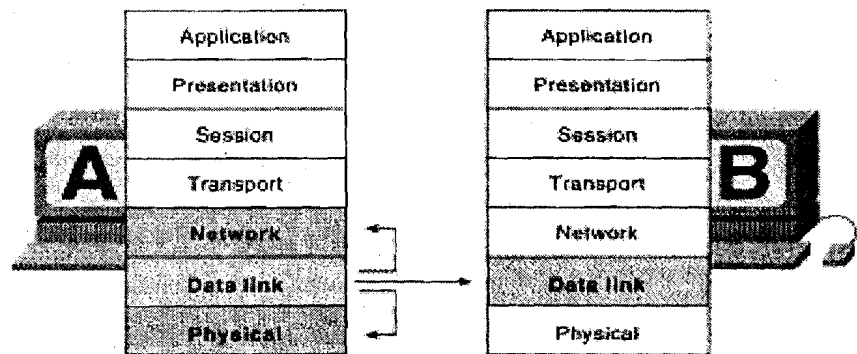 Application
Presentation
Session
Transport
Network
Data link
Physical
A
Application
Presentation
Session
Transport
Network
Data link
Physical
B